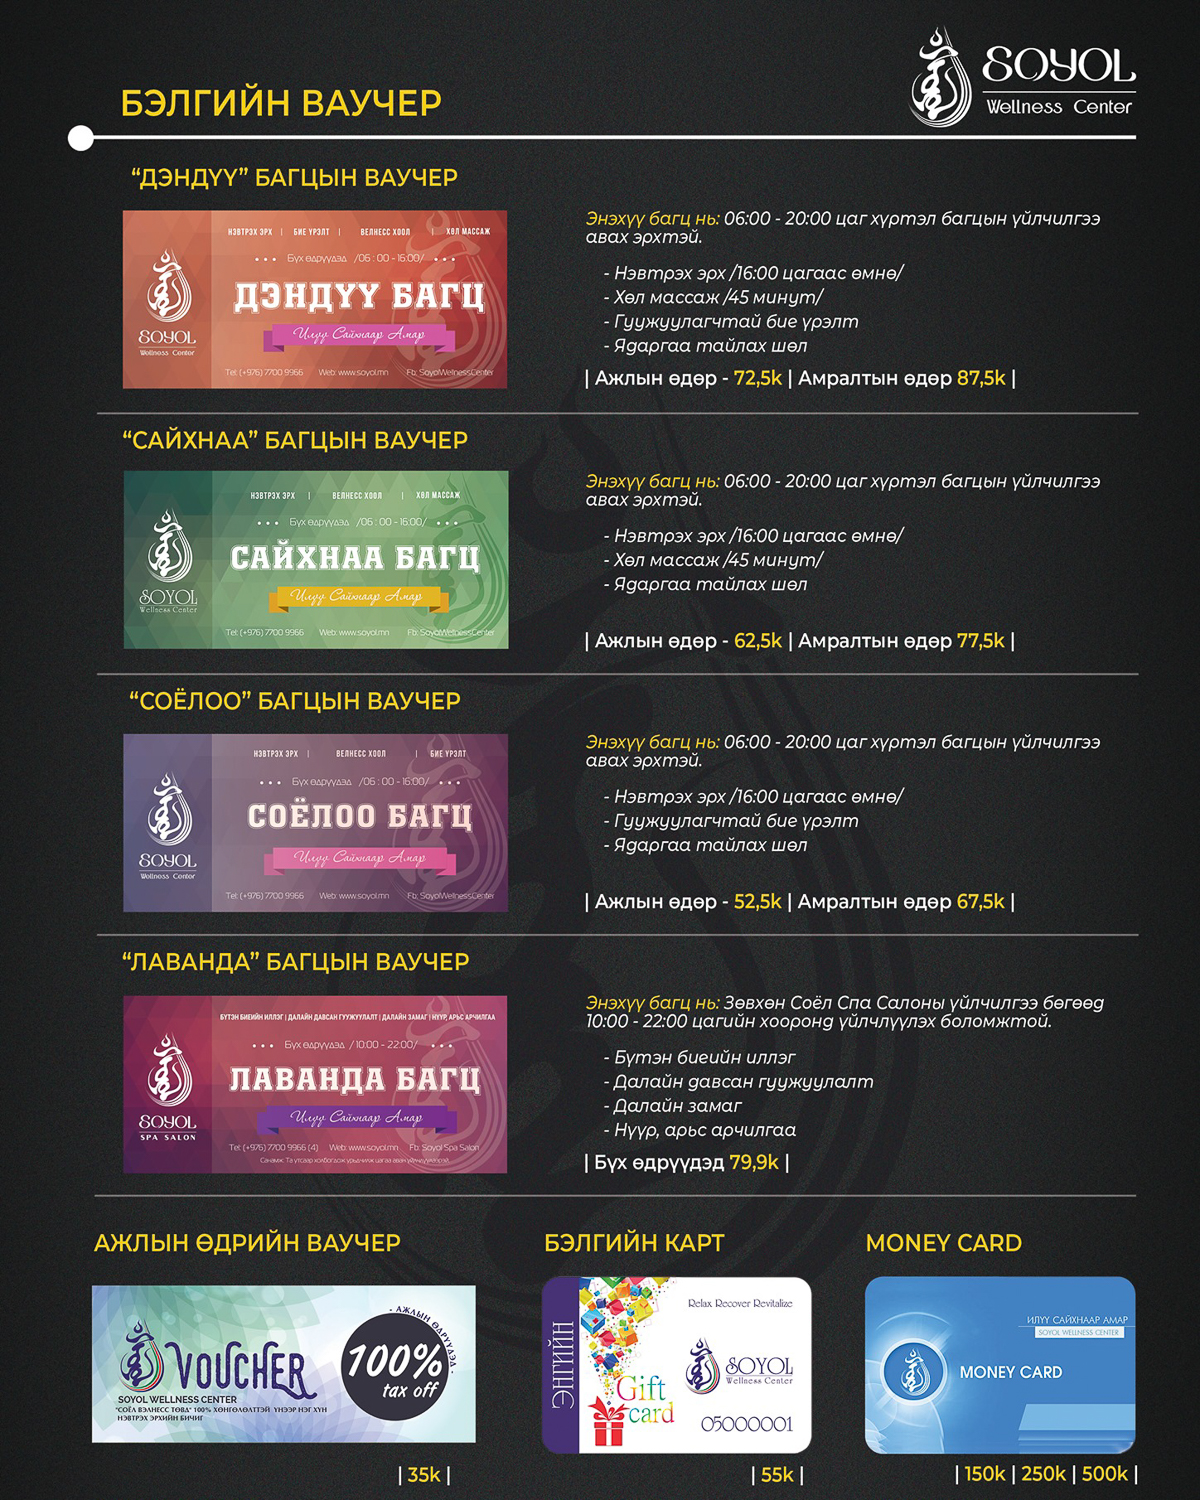 SOYOL
Wellness Center
БЭЛГИЙН ВАУЧЕР
“ДЭНДҮҮ” БАГЦЫН ВАУЧЕР
НЭВТРЭХ ЭРХ | БИЕ ҮРЭЛТ | ВЕЛНЕСС ХООЛ | ХӨЛ МАССАЖ
• • • Бүх өдрүүдэд /06 : 00 - 16:00/ • • •
ДЭНДҮҮ БАГЦ
Илүү Сайхнаар Амар
SOYOL
Wellness Center
Tel: (+976) 7700 9966 Web: www.soyol.mn Fb: SoyolWellnessCenter
Энэхүү багц нь: 06:00 - 20:00 цаг хүртэл багцын үйлчилгээ
авах эрхтэй.
- Нэвтрэх эрх /16:00 цагаас өмнө/
- Хөл массаж /45 минут/
- Гуужуулагчтай бие үрэлт
- Ядаргаа тайлах шөл
| Ажлын өдөр - 72,5k | Амралтын өдөр 87,5k |
“САЙХНАА” БАГЦЫН ВАУЧЕР
НЭВТРЭХ ЭРХ | ВЕЛНЕСС ХООЛ | ХӨЛ МАССАЖ
• • • Бүх өдрүүдэд /06 : 00 - 16:00/ • • •
САЙХНАА БАГЦ
Илүү Сайхнаар Амар
SOYOL
Wellness Center
Tel: (+976) 7700 9966 Web: www.soyol.mn Fb: SoyolWellnessCenter
Энэхүү багц нь: 06:00 - 20:00 цаг хүртэл багцын үйлчилгээ
авах эрхтэй.
- Нэвтрэх эрх /16:00 цагаас өмнө/
- Хөл массаж /45 минут/
- Ядаргаа тайлах шөл
| Ажлын өдөр - 62,5k | Амралтын өдөр 77,5k |
“СОЁЛОО” БАГЦЫН ВАУЧЕР
НЭВТРЭХ ЭРХ | ВЕЛНЕСС ХООЛ | БИЕ ҮРЭЛТ
• • • Бүх өдрүүдэд /06 : 00 - 16:00/ • • •
СОЁЛОО БАГЦ
Илүү Сайхнаар Амар
SOYOL
Wellness Center
Tel: (+976) 7700 9966 Web: www.soyol.mn Fb: SoyolWellnessCenter
Энэхүү багц нь: 06:00 - 20:00 цаг хүртэл багцын үйлчилгээ
авах эрхтэй.
- Нэвтрэх эрх /16:00 цагаас өмнө/
- Гуужуулагчтай бие үрэлт
- Ядаргаа тайлах шөл
| Ажлын өдөр - 52,5k | Амралтын өдөр 67,5k |
“ЛАВАНДА” БАГЦЫН ВАУЧЕР
БҮТЭН БИЕИЙН ИЛЛЭГ | ДАЛАЙН ДАВСАН ГУУЖУУЛАЛТ | ДАЛАЙН ЗАМАГ | НҮҮР, АРЬС АРЧИЛГАА
• • • Бүх өдрүүдэд / 10:00 - 22:00/ • • •
ЛАВАНДА БАГЦ
Илүү Сайхнаар Амар
SOYOL
SPA SALON
Tel: (+976) 7700 9966 (4) Web: www.soyol.mn Fb: Soyol Spa Salon
Энэхүү багц нь: Зөвхөн Соёл Спа Салоны үйлчилгээ бөгөөд
10:00 - 22:00 цагийн хооронд үйлчлүүлэх боломжтой.
- Бүтэн биеийн иллэг
- Далайн давсан гуужуулалт
- Далайн замаг
- Нүүр, арьс арчилгаа
| Бүх өдрүүдэд 79,9k |
АЖЛЫН ӨДРИЙН ВАУЧЕР
VOUCHER
SOYOL WELLNESS CENTER
"СОЁЛ ВЭЛНЕСС ТӨВД" 100% ХӨНГӨЛӨЛТТЭЙ ҮНЭЭР НЭГ ХҮН
НЭВТРЭХ ЭРХИЙН БИЧИГ
- АЖЛЫН ӨДРҮҮДЭД -
100%
tax off
| 35k |
БЭЛГИЙН КАРТ
ЭНГИЙН
Relax Recover Revitalize
SOYOL
Wellness Center
Gift
card
05000001
| 55k |
MONEY CARD
ИЛҮҮ САЙХНААР АМАР
SOYOL WELLNESS CENTER
MONEY CARD
| 150k | 250k | 500k |